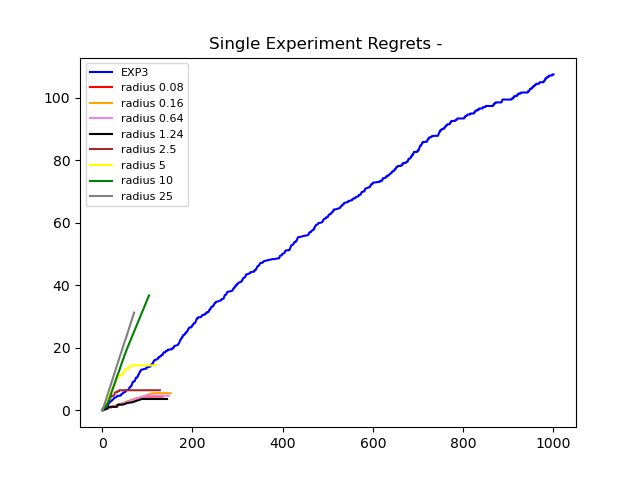 Single Experiment Regrets -
EXP3
radius 0.08
radius 0.16
radius 0.64
radius 1.24
radius 2.5
radius 5
radius 10
radius 25
100
80
60
40
20
0
0 200 400 600 800 1000